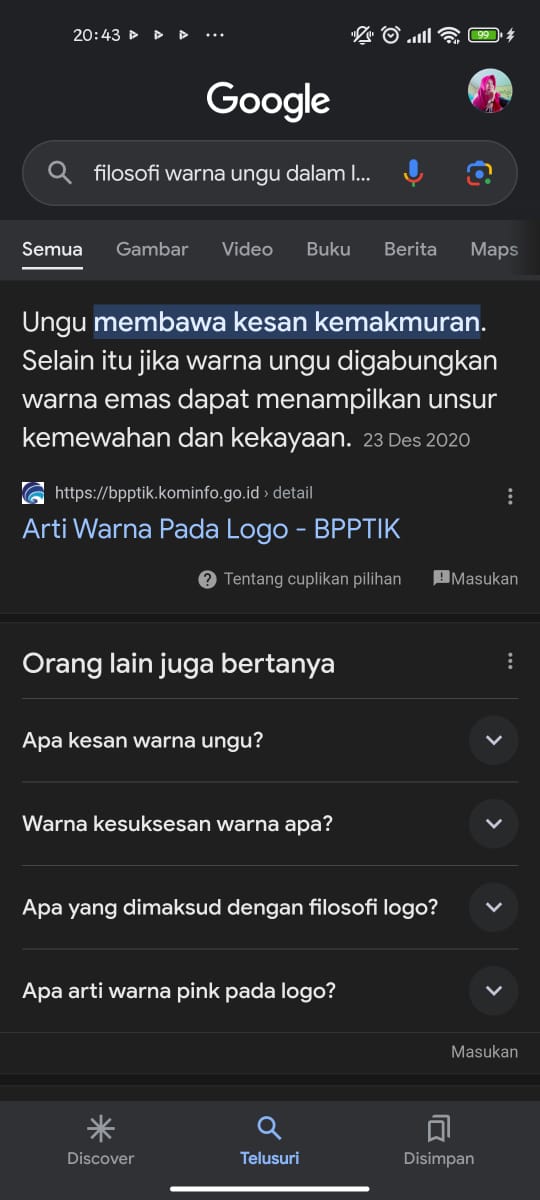 20:43
99
Google
filosofi warna ungu dalam l...
Semua Gambar Video Buku Berita Maps
Ungu membawa kesan kemakmuran.
Selain itu jika warna ungu digabungkan
warna emas dapat menampilkan unsur
kemewahan dan kekayaan. 23 Des 2020
https://bpptik.kominfo.go.id › detail
Arti Warna Pada Logo - BPPTIK
Tentang cuplikan pilihan Masukan
Orang lain juga bertanya
Apa kesan warna ungu?
Warna kesuksesan warna apa?
Apa yang dimaksud dengan filosofi logo?
Apa arti warna pink pada logo?
Masukan
Discover Telusuri Disimpan